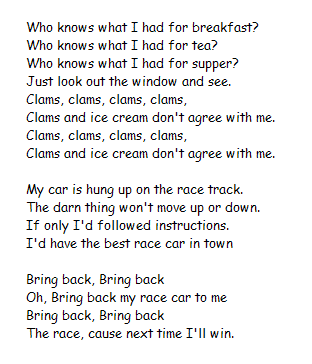 Who knows what I had for breakfast?
Who knows what I had for tea?
Who knows what I had for supper?
Just look out the window and see.
Clams, clams, clams, clams,
Clams and ice cream don't agree with me.
Clams, clams, clams, clams,
Clams and ice cream don't agree with me.

My car is hung up on the race track.
The darn thing won't move up or down.
If only I'd followed instructions.
I'd have the best race car in town

Bring back, Bring back
Oh, Bring back my race car to me
Bring back, Bring back
The race, cause next time I'll win.